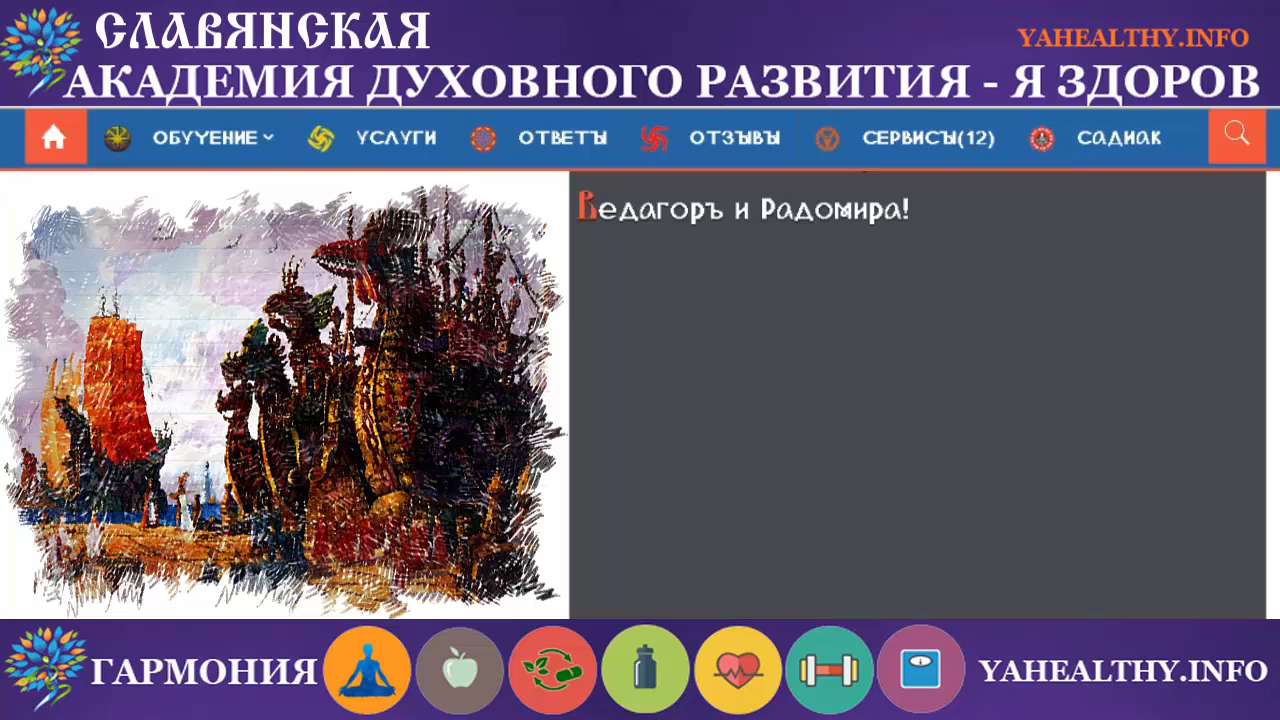 СЛАВЯНСКАЯ
YAHEALTHY.INFO
АКАДЕМИЯ ДУХОВНОГО РАЗВИТИЯ - Я ЗДОРОВ
ОБУЧЕНИЕ УСЛУГИ ОТВЕТЫ ОТЗЫВЫ СЕРВИСЫ(12) САДИАК
Ведагоръ и Радомира!
ГАРМОНИЯ YAHEALTHY.INFO